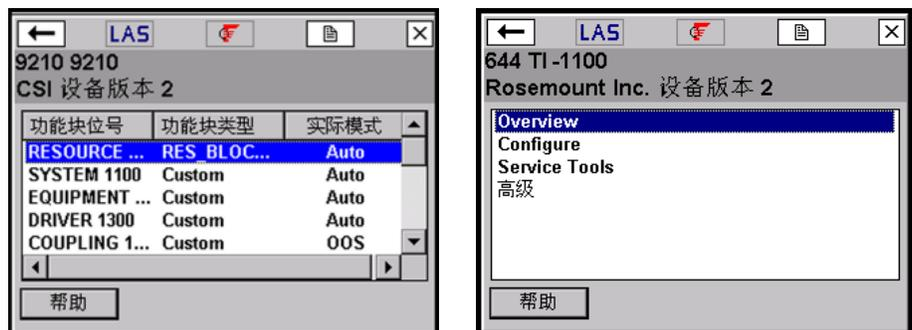 LAS
9210 9210
CSI 设备版本 2
功能块位号 功能块类型 实际模式
RESOURCE ... RES_BLOC... Auto
SYSTEM 1100 Custom Auto
EQUIPMENT ... Custom Auto
DRIVER 1300 Custom Auto
COUPLING 1... Custom OOS
帮助
LAS
644 TI-1100
Rosemount Inc. 设备版本 2
Overview
Configure
Service Tools
高级
帮助